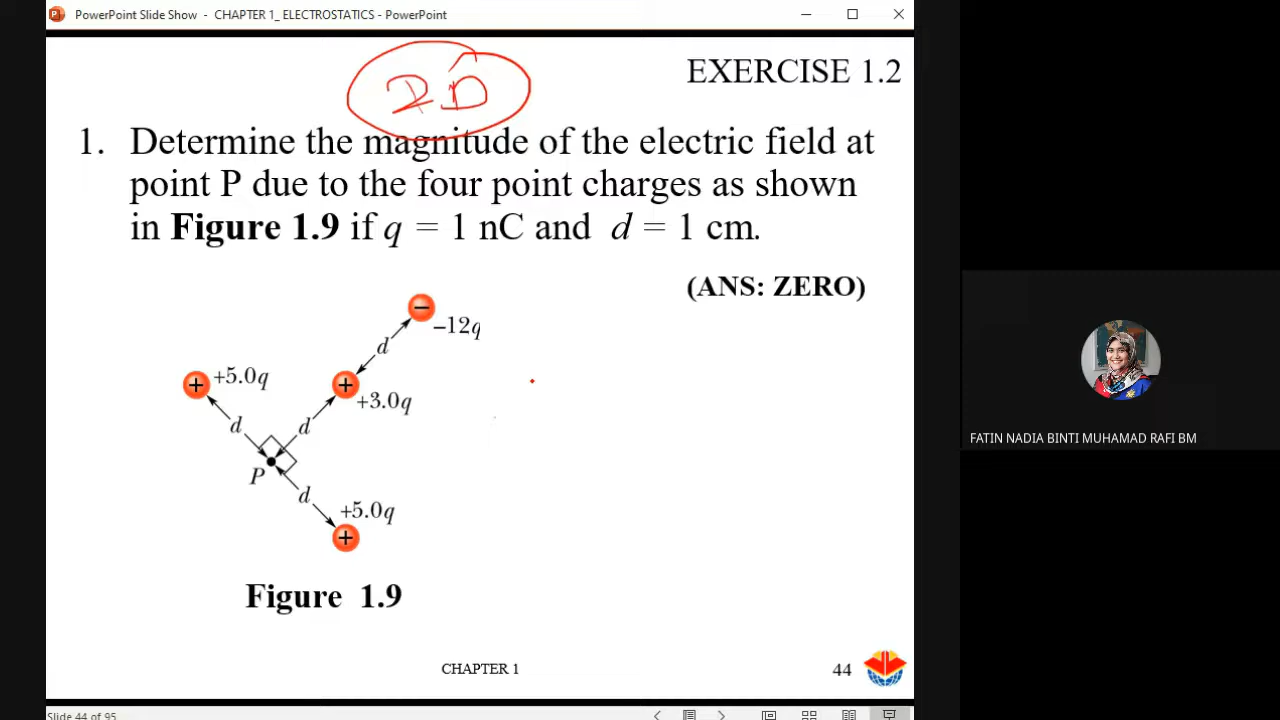 PowerPoint Slide Show - CHAPTER 1_ ELECTROSTATICS - PowerPoint
2D
EXERCISE 1.2
1. Determine the magnitude of the electric field at
point P due to the four point charges as shown
in Figure 1.9 if q = 1 nC and d = 1 cm.
(ANS: ZERO)
−
−12q
d
+
+5.0q
+
+3.0q
d
d
P
d
+5.0q
+
Figure 1.9
FATIN NADIA BINTI MUHAMAD RAFI BM
CHAPTER 1
44
Slide 44 of 95